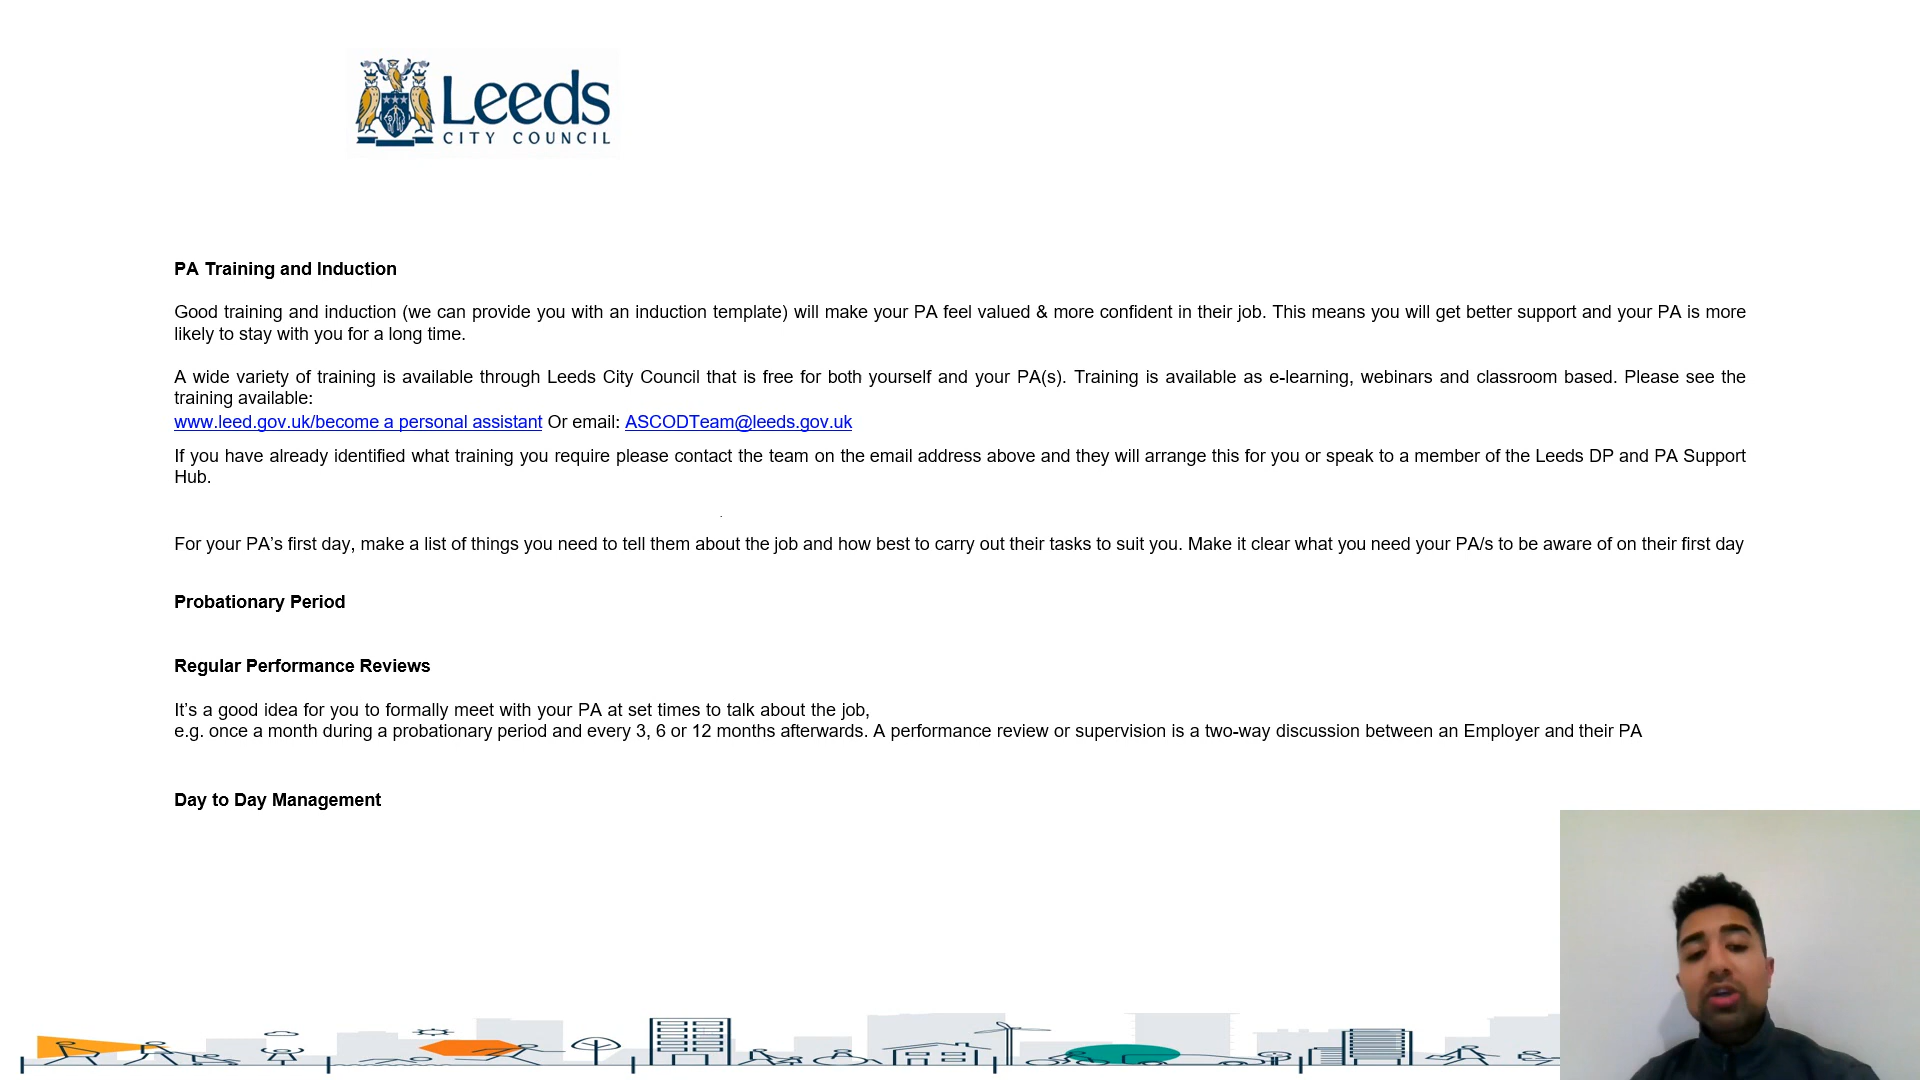 Leeds
CITY COUNCIL
PA Training and Induction
Good training and induction (we can provide you with an induction template) will make your PA feel valued & more confident in their job. This means you will get better support and your PA is more
likely to stay with you for a long time.
A wide variety of training is available through Leeds City Council that is free for both yourself and your PA(s). Training is available as e-learning, webinars and classroom based. Please see the
training available:
www.leed.gov.uk/become a personal assistant Or email: ASCODTeam@leeds.gov.uk
If you have already identified what training you require please contact the team on the email address above and they will arrange this for you or speak to a member of the Leeds DP and PA Support
Hub.
.
For your PA’s first day, make a list of things you need to tell them about the job and how best to carry out their tasks to suit you. Make it clear what you need your PA/s to be aware of on their first day
Probationary Period
Regular Performance Reviews
It’s a good idea for you to formally meet with your PA at set times to talk about the job,
e.g. once a month during a probationary period and every 3, 6 or 12 months afterwards. A performance review or supervision is a two-way discussion between an Employer and their PA
Day to Day Management